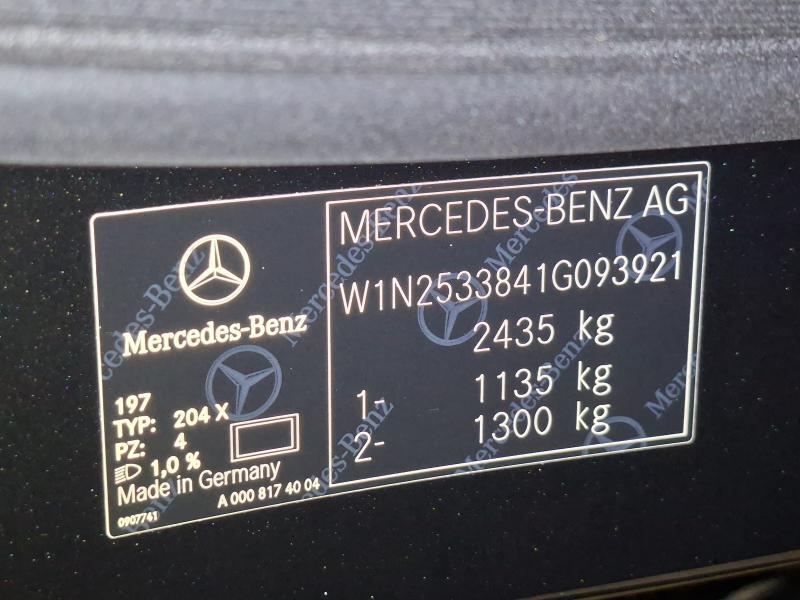 Mercedes-Benz
197
TYP: 204 X
PZ: 4
1,0 %
Made in Germany
A 000 817 40 04
0907741
MERCEDES-BENZ AG
W1N2533841G093921
2435 kg
1- 1135 kg
2- 1300 kg